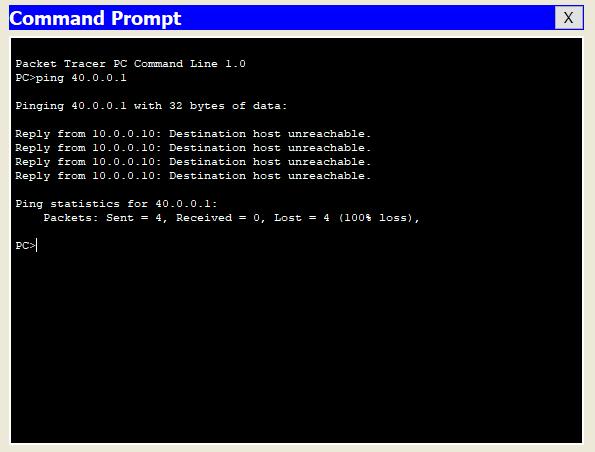 Command Prompt X
Packet Tracer PC Command Line 1.0
PC>ping 40.0.0.1
Pinging 40.0.0.1 with 32 bytes of data:
Reply from 10.0.0.10: Destination host unreachable.
Reply from 10.0.0.10: Destination host unreachable.
Reply from 10.0.0.10: Destination host unreachable.
Reply from 10.0.0.10: Destination host unreachable.
Ping statistics for 40.0.0.1:
    Packets: Sent = 4, Received = 0, Lost = 4 (100% loss),
PC>